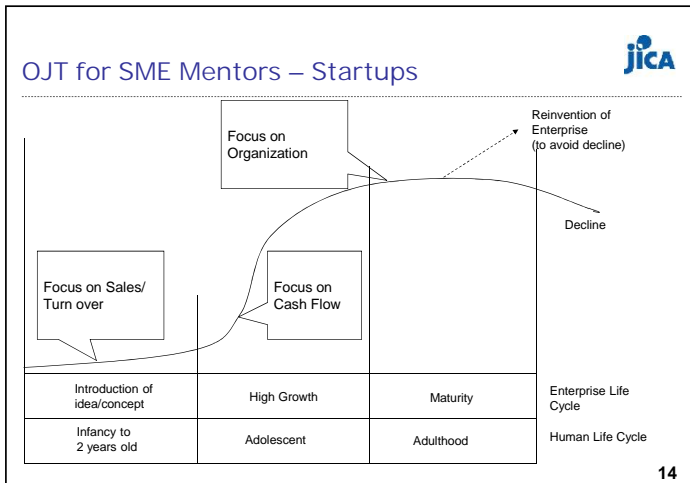 OJT for SME Mentors – Startups
jICA
Reinvention of
Enterprise
(to avoid decline)
Focus on
Organization
Decline
Focus on Sales/
Turn over
Focus on
Cash Flow
Introduction of
idea/concept
High Growth
Maturity
Enterprise Life
Cycle
Infancy to
2 years old
Adolescent
Adulthood
Human Life Cycle
14